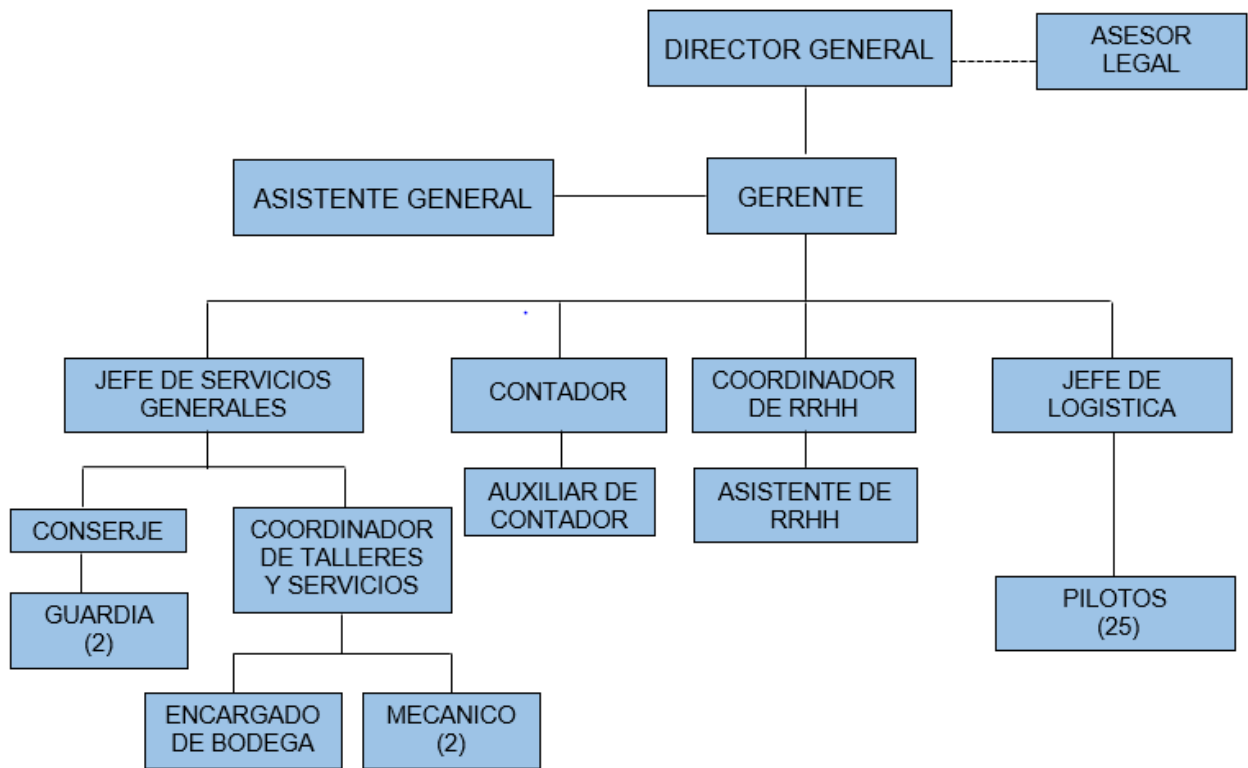 DIRECTOR GENERAL
ASESOR
LEGAL
ASISTENTE GENERAL
GERENTE
JEFE DE SERVICIOS
GENERALES
CONTADOR
COORDINADOR
DE RRHH
JEFE DE
LOGISTICA
AUXILIAR DE
CONTADOR
ASISTENTE DE
RRHH
CONSERJE
COORDINADOR
DE TALLERES
Y SERVICIOS
GUARDIA
(2)
PILOTOS
(25)
ENCARGADO
DE BODEGA
MECANICO
(2)